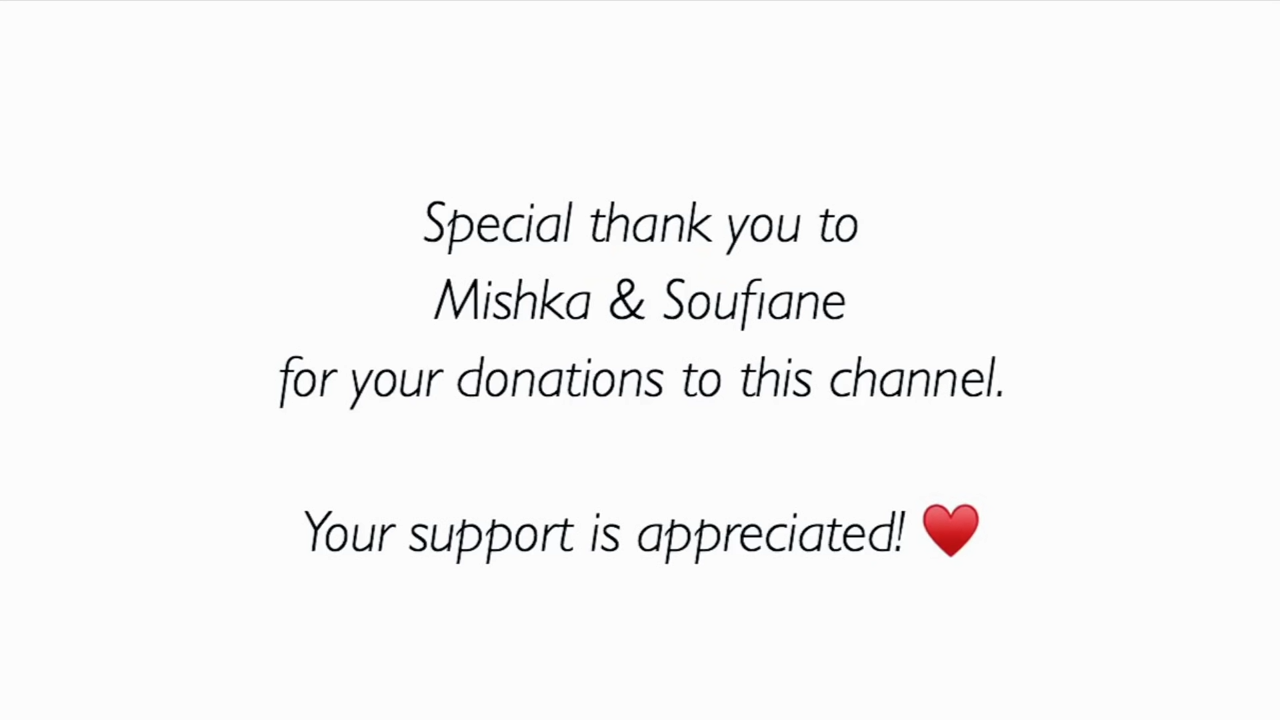 Special thank you to
Mishka & Soufiane
for your donations to this channel.
Your support is appreciated! ♥️